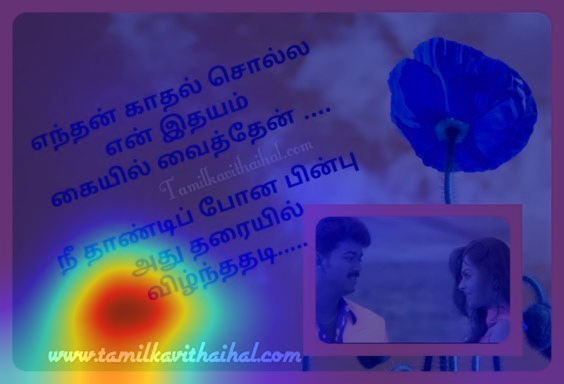 எந்தன் காதல் சொல்ல
என் இதயம்
கையில் வைத்தேன் ....
Tamilkavithaihal.com
நீ தாண்டிப் போன பின்பு
அது தரையில்
விழ்ந்ததடி.....
www.tamilkavithaihal.com